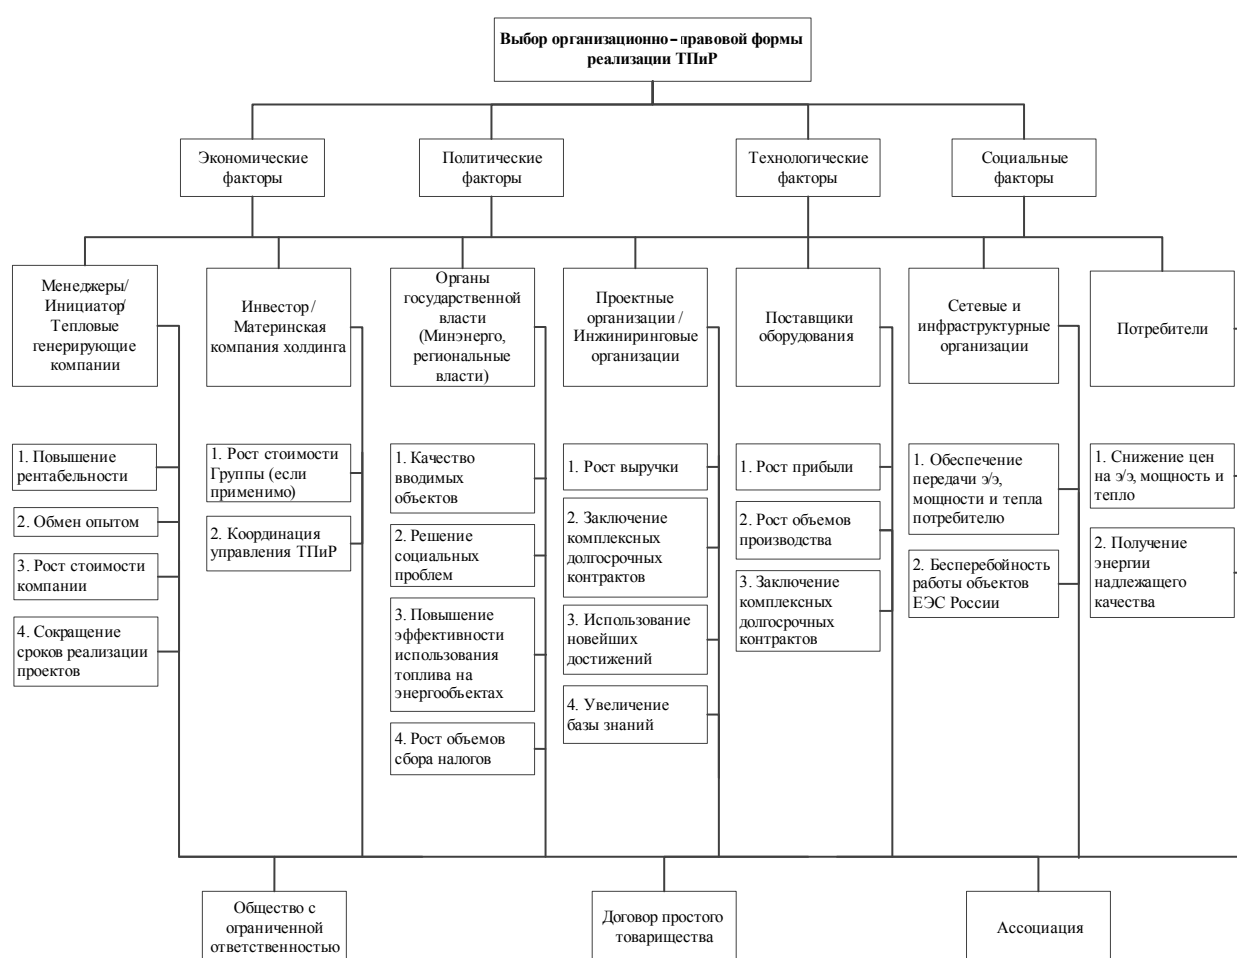 Выбор организационно–правовой формы
реализации ТПиР
Экономические
факторы
Политические
факторы
Технологические
факторы
Социальные
факторы
Менеджеры/
Инициатор/
Тепловые
генерирующие
компании
Инвестор/
Материнская
компания холдинга
Органы
государственной
власти
(Минэнерго,
региональные
власти)
Проектные
организации /
Инжиниринговые
организации
Поставщики
оборудования
Сетевые и
инфраструктурные
организации
Потребители
1. Повышение
рентабельности
2. Обмен опытом
3. Рост стоимости
компании
4. Сокращение
сроков реализации
проектов
1. Рост стоимости
Группы (если
применимо)
2. Координация
управления ТПиР
1. Качество
вводимых
объектов
2. Решение
социальных
проблем
3. Повышение
эффективности
использования
топлива на
энергообъектах
4. Рост объемов
сбора налогов
1. Рост выручки
2. Заключение
комплексных
долгосрочных
контрактов
3. Использование
новейших
достижений
4. Увеличение
базы знаний
1. Рост прибыли
2. Рост объемов
производства
3. Заключение
комплексных
долгосрочных
контрактов
1. Обеспечение
передачи э/э,
мощности и тепла
потребителю
2. Бесперебойность
работы объектов
ЕЭС России
1. Снижение цен
на э/э, мощность и
тепло
2. Получение
энергии
надлежащего
качества
Общество с
ограниченной
ответственностью
Договор простого
товарищества
Ассоциация